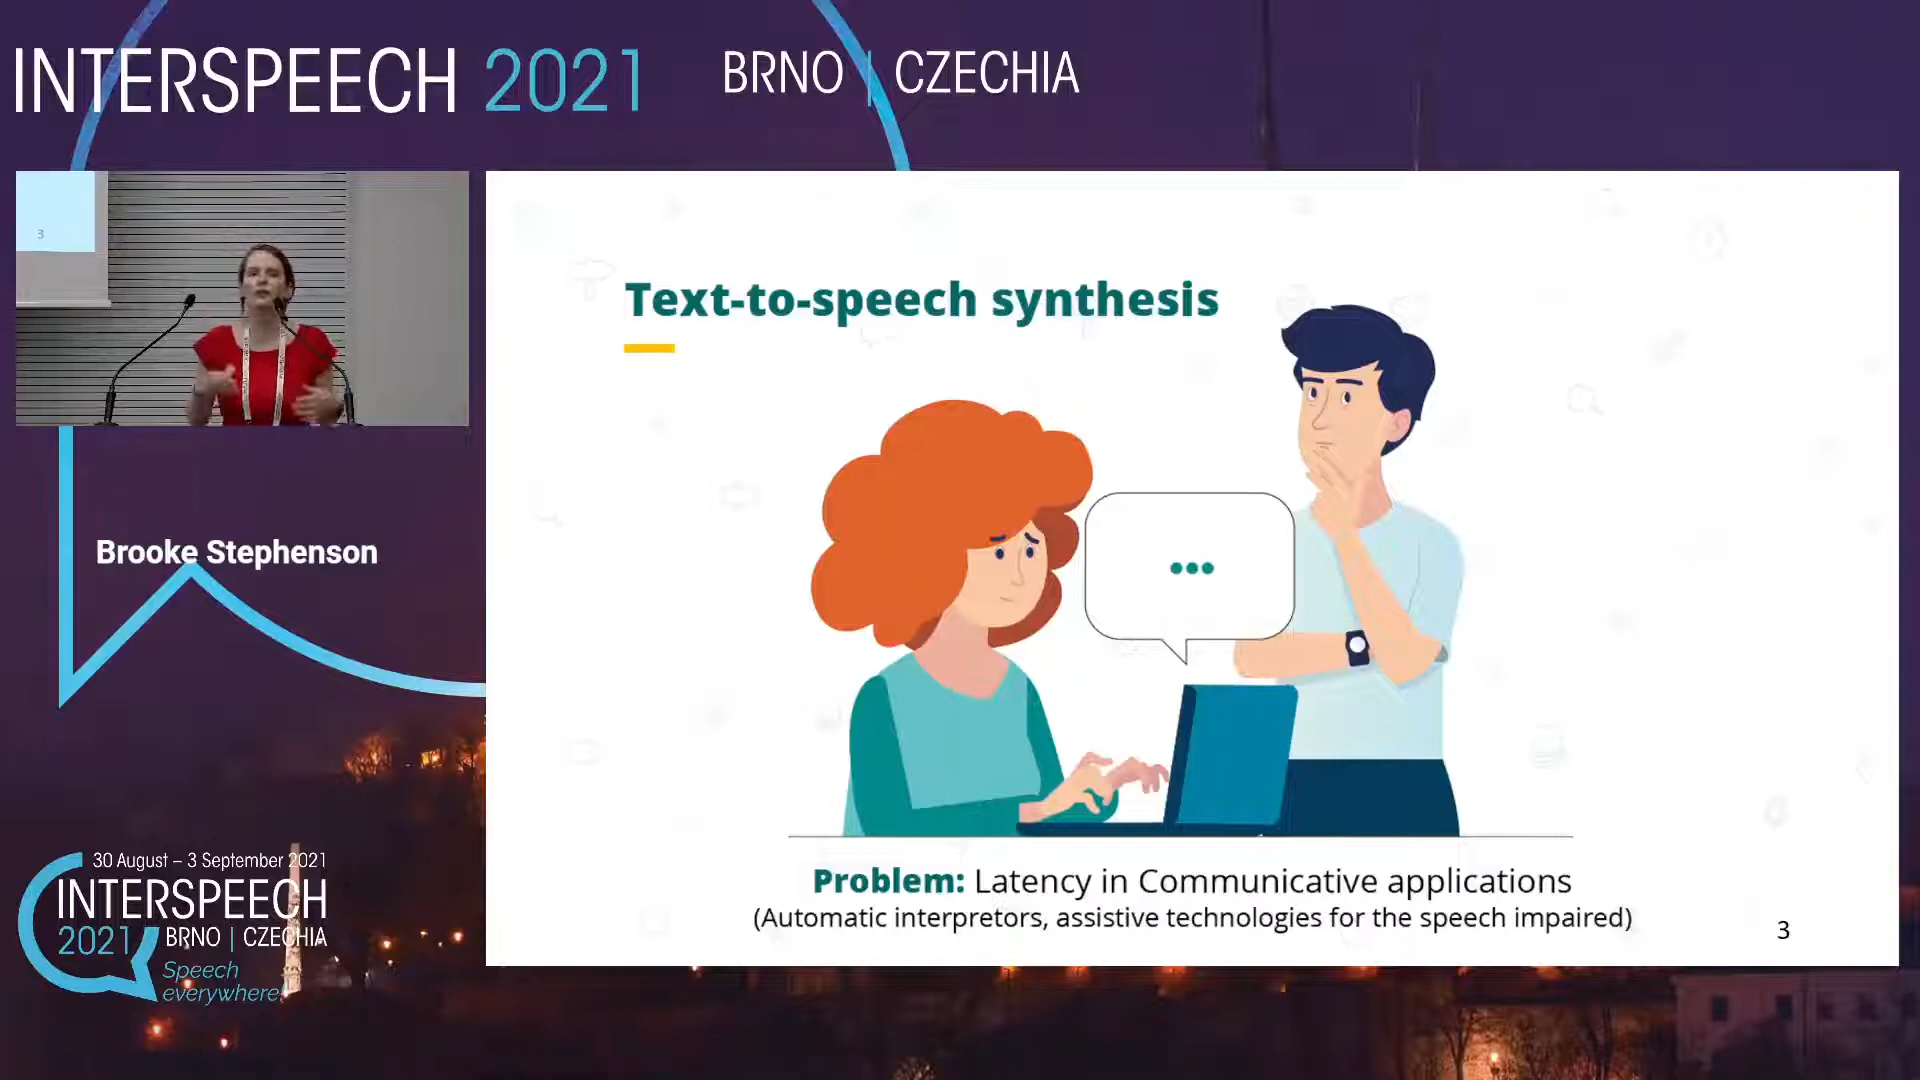 INTERSPEECH 2021 BRNO | CZECHIA
3
Brooke Stephenson
Text-to-speech synthesis
...
Problem: Latency in Communicative applications
(Automatic interpretors, assistive technologies for the speech impaired)
3
30 August – 3 September 2021
INTERSPEECH
2021 BRNO | CZECHIA
Speech
everywhere!